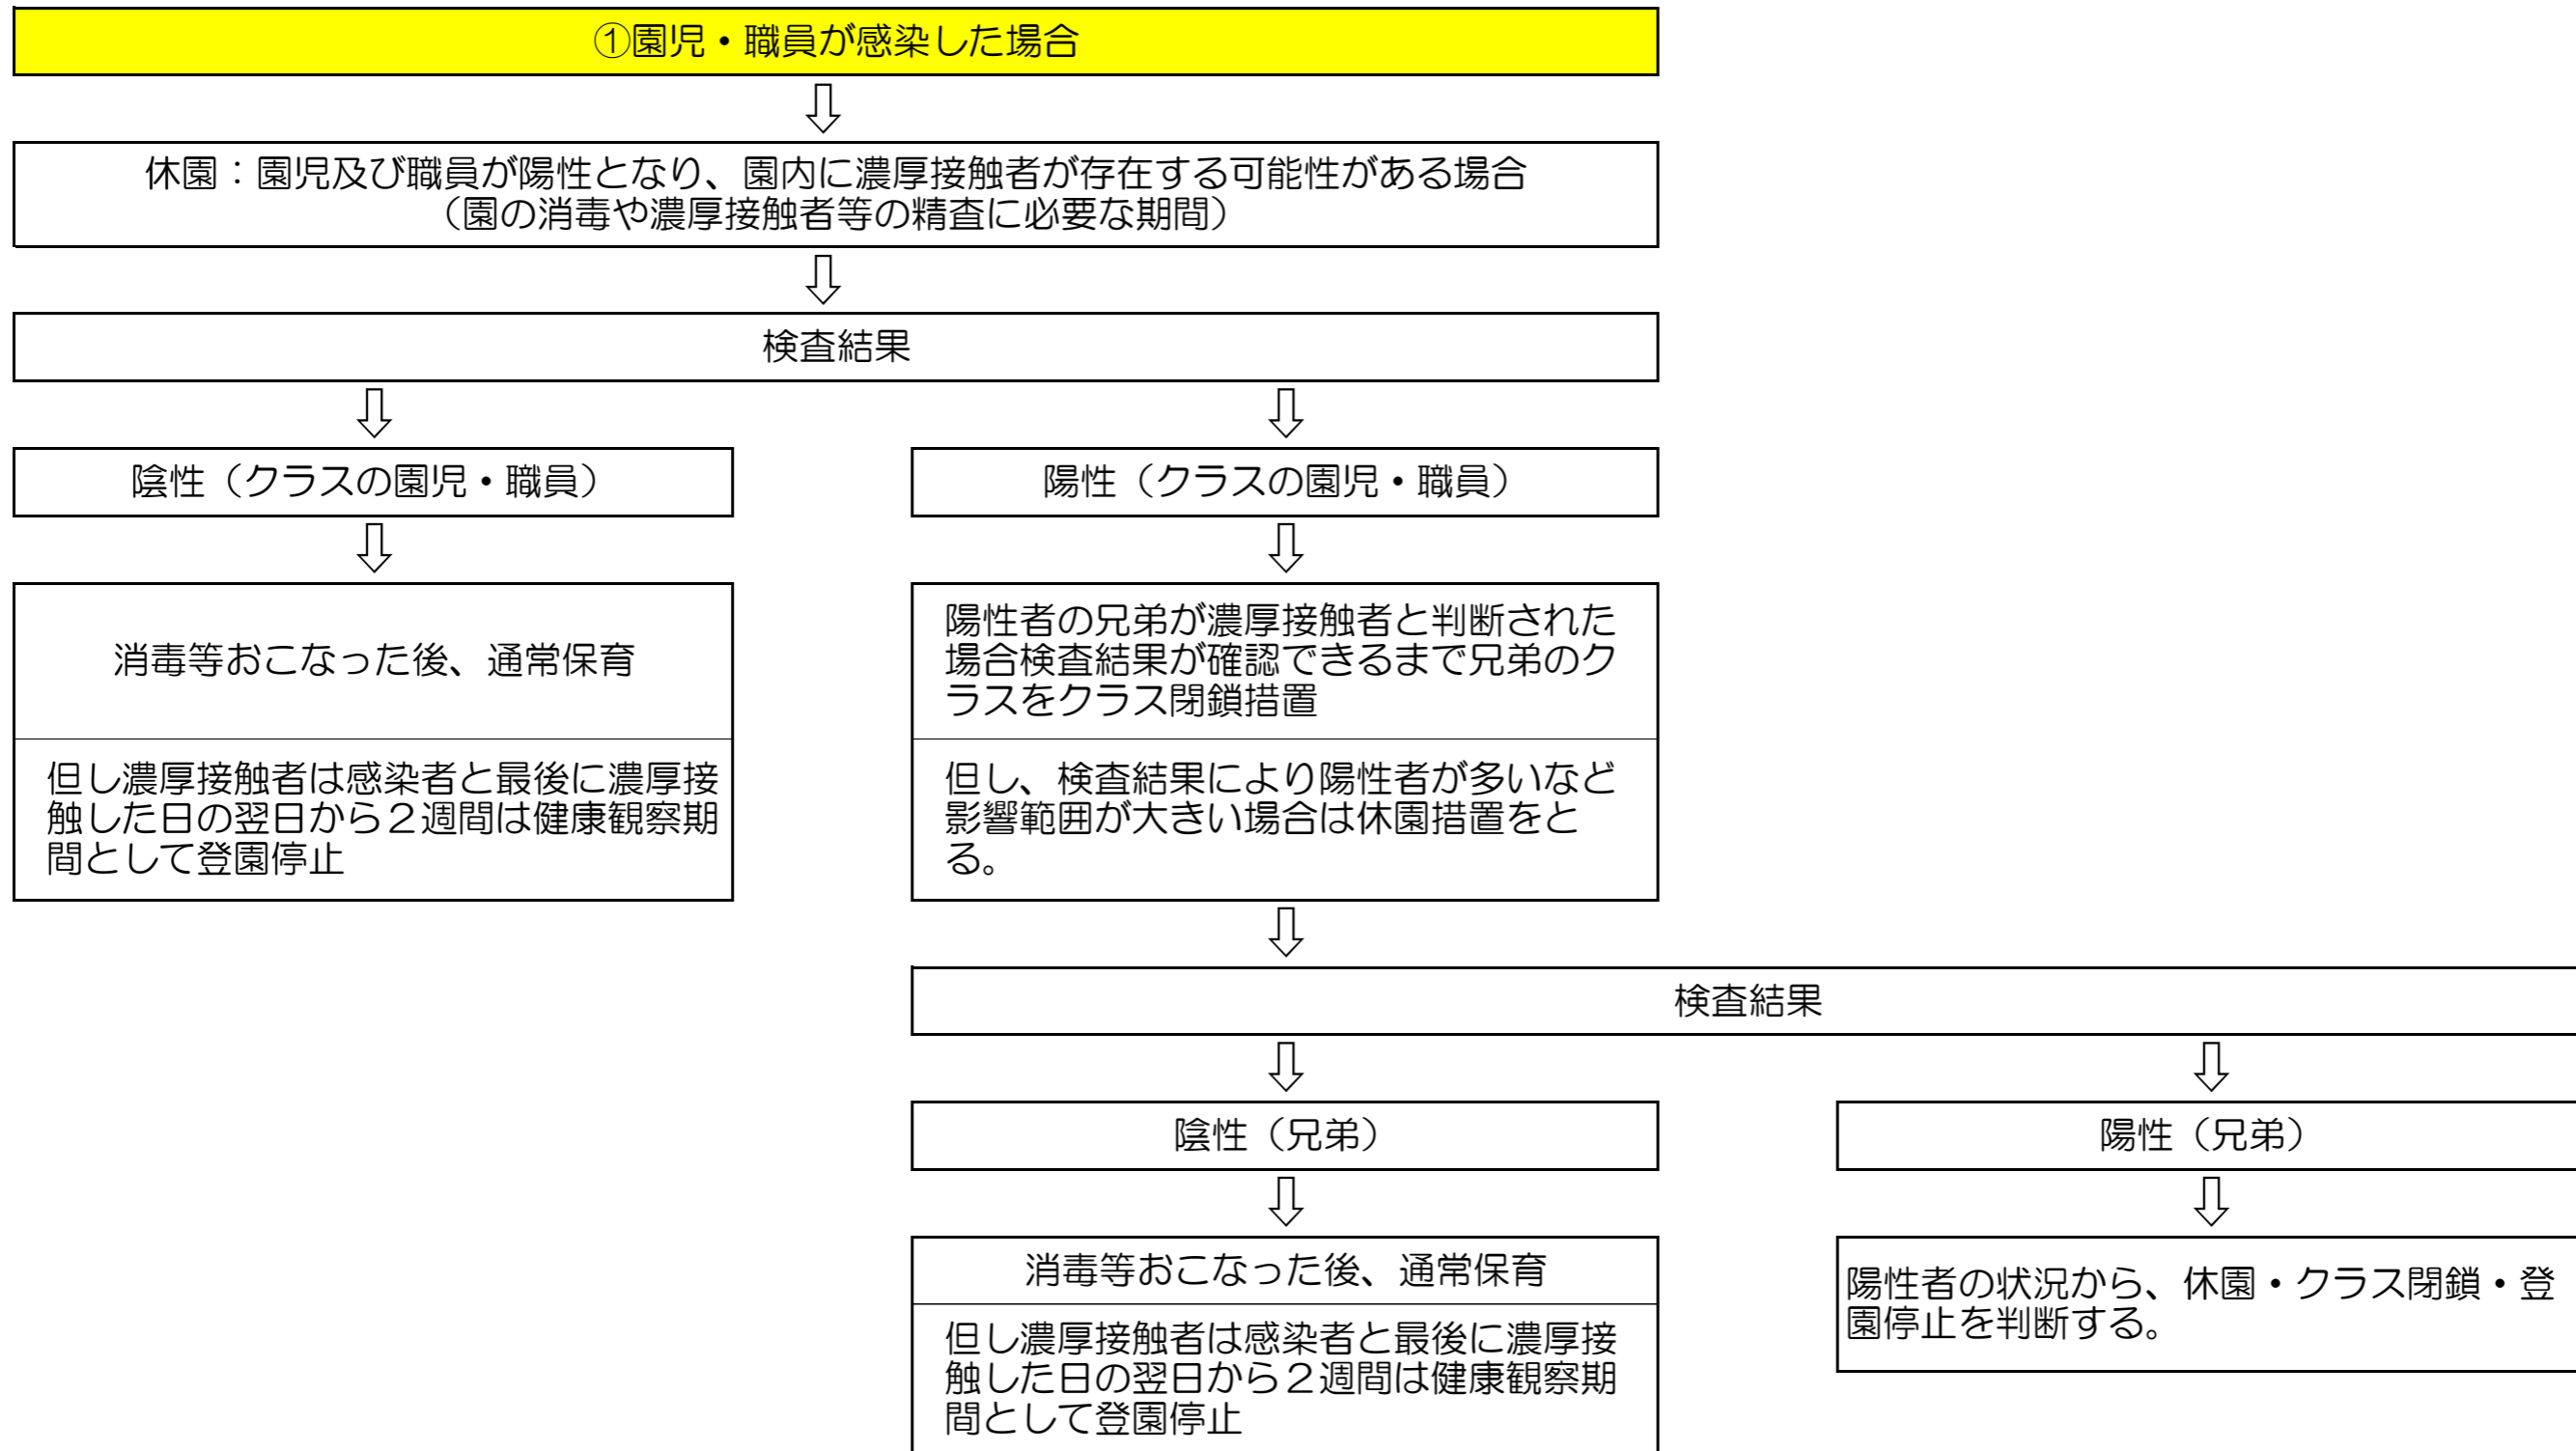 ①園児・職員が感染した場合
休園：園児及び職員が陽性となり、園内に濃厚接触者が存在する可能性がある場合
（園の消毒や濃厚接触者等の精査に必要な期間）
検査結果
陰性（クラスの園児・職員）
陽性（クラスの園児・職員）
消毒等おこなった後、通常保育
但し濃厚接触者は感染者と最後に濃厚接
触した日の翌日から２週間は健康観察期
間として登園停止
陽性者の兄弟が濃厚接触者と判断された
場合検査結果が確認できるまで兄弟のク
ラスをクラス閉鎖措置
但し、検査結果により陽性者が多いなど
影響範囲が大きい場合は休園措置をと
る。
検査結果
陰性（兄弟）
陽性（兄弟）
消毒等おこなった後、通常保育
但し濃厚接触者は感染者と最後に濃厚接
触した日の翌日から２週間は健康観察期
間として登園停止
陽性者の状況から、休園・クラス閉鎖・登
園停止を判断する。